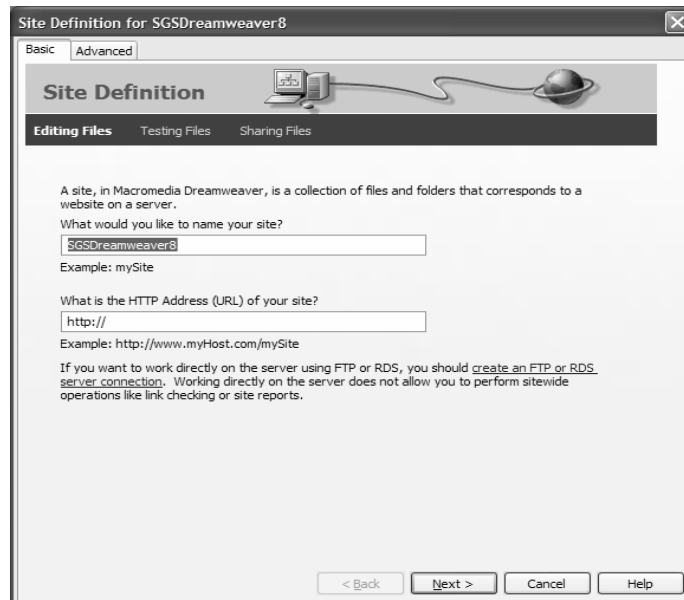 Site Definition for SGSDreamweaver8
Basic Advanced
Site Definition
Editing Files Testing Files Sharing Files
A site, in Macromedia Dreamweaver, is a collection of files and folders that corresponds to a
website on a server.
What would you like to name your site?
SGSDreamweaver8
Example: mySite
What is the HTTP Address (URL) of your site?
http://
Example: http://www.myHost.com/mySite
If you want to work directly on the server using FTP or RDS, you should create an FTP or RDS
server connection. Working directly on the server does not allow you to perform sitewide
operations like link checking or site reports.
< Back Next > Cancel Help